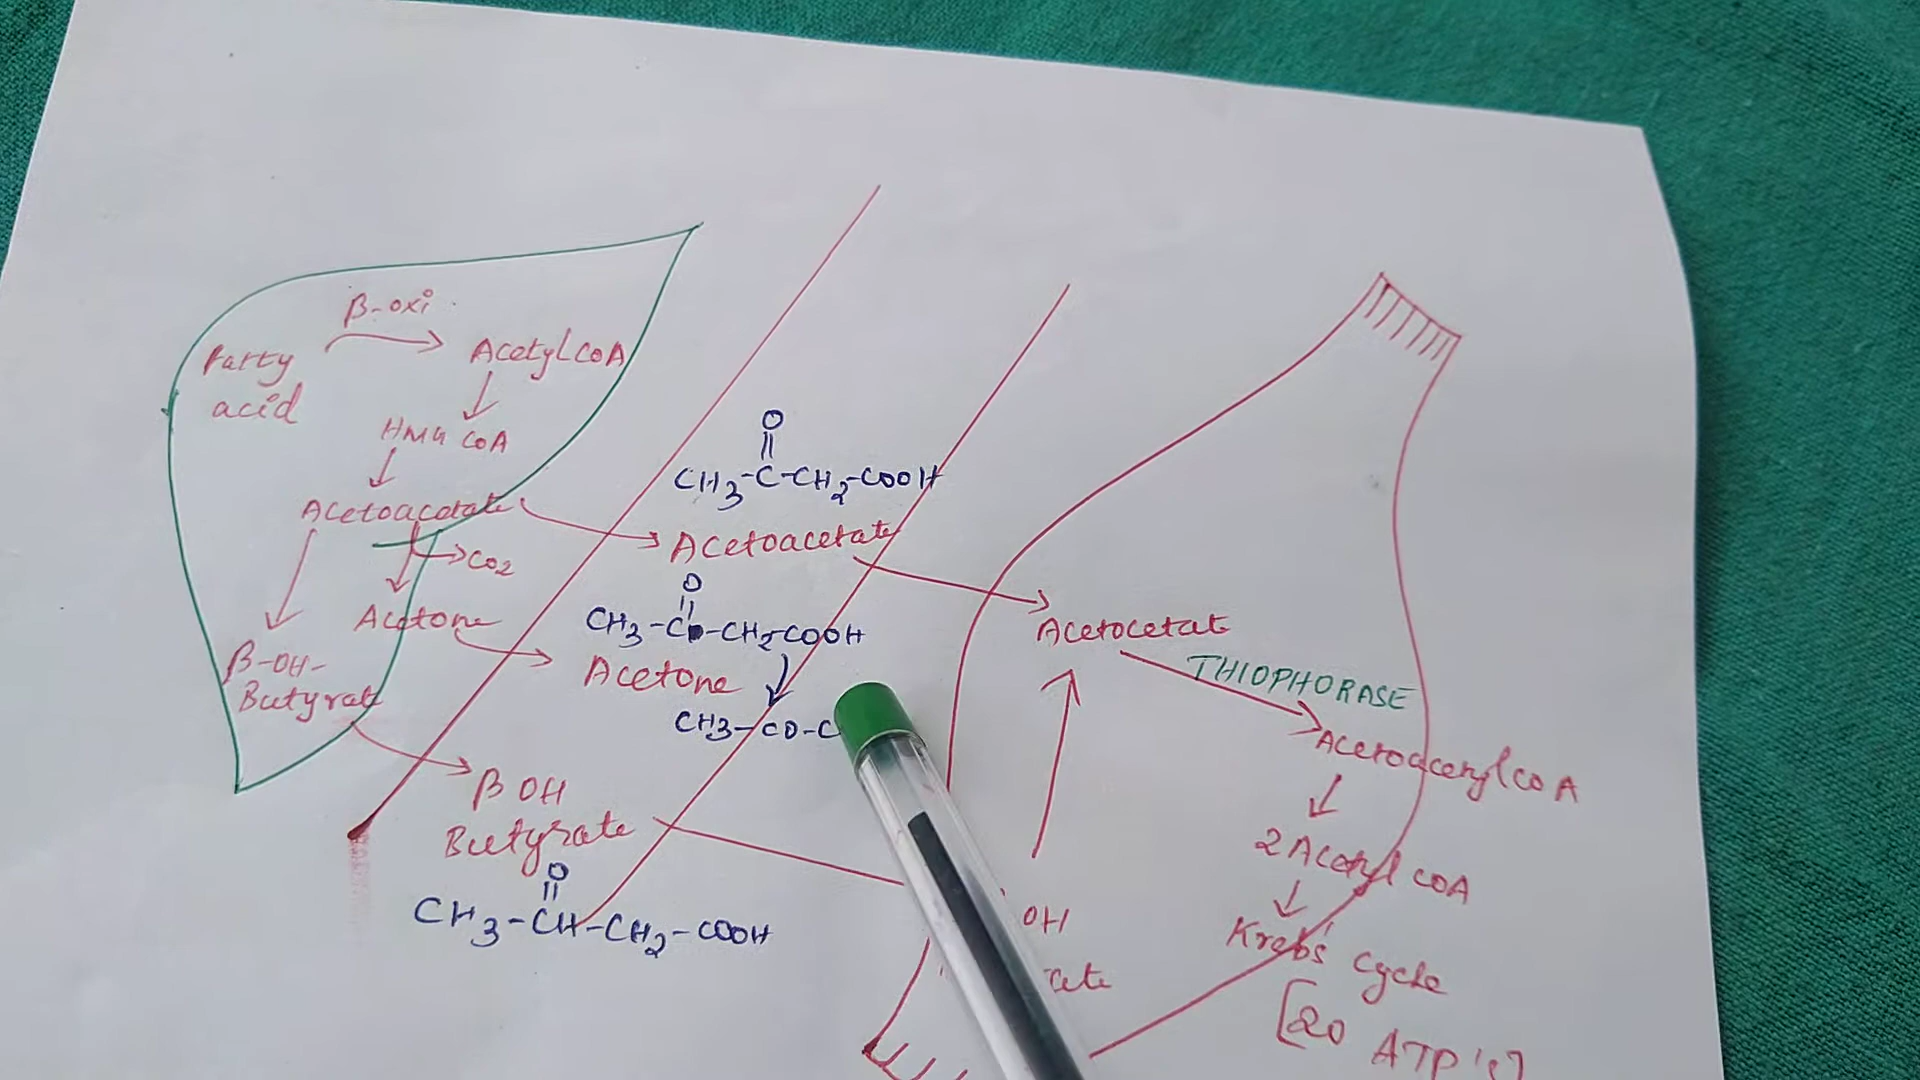 β-oxi
Fatty
acid
Acetyl CoA
HMG CoA
Acetoacetate
CO2
Acetone
β-OH-
Butyrat
O
||
CH3-C-CH2-COOH
Acetoacetate
O
||
CH3-C-CH2-COOH
Acetone
CH3-CO-C
β OH
Butyrate
O
||
CH3-CH-CH2-COOH
Acetocetat
THIOPHORASE
Acetoacetyl CoA
2 Acetyl COA
Krebs' Cycle
[20 ATP's]
OH
ate